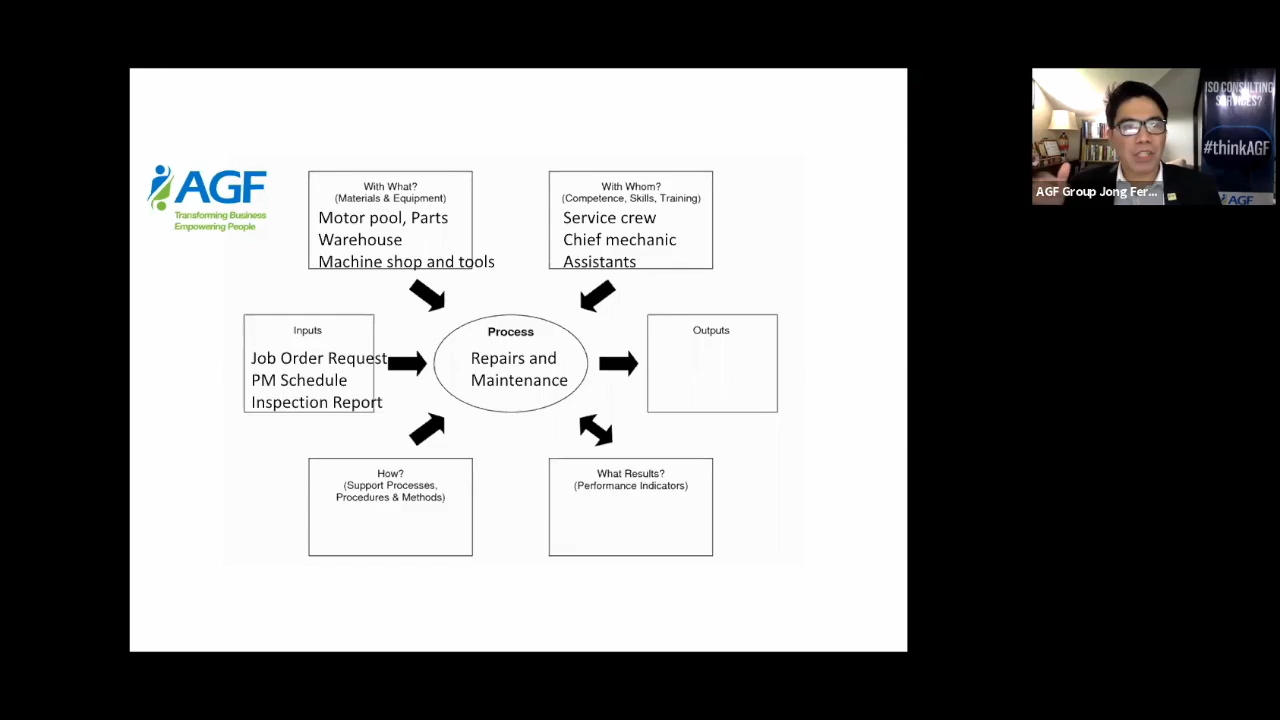 AGF
Transforming Business
Empowering People
With What?
(Materials & Equipment)
Motor pool, Parts
Warehouse
Machine shop and tools
With Whom?
(Competence, Skills, Training)
Service crew
Chief mechanic
Assistants
Inputs
Job Order Request
PM Schedule
Inspection Report
Process
Repairs and
Maintenance
Outputs
How?
(Support Processes,
Procedures & Methods)
What Results?
(Performance Indicators)
ISO CONSULTING
SERVICES?
#thinkAGF
AGF
AGF Group Jong Fer...